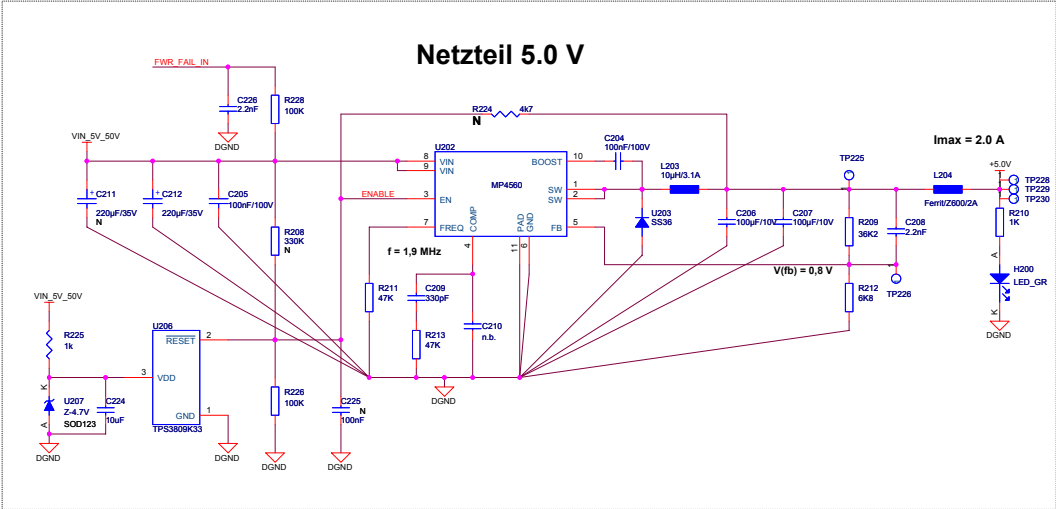 Netzteil 5.0 V
FWR_FAIL_IN
C226
2.2nF
R228
100K
DGND
R224
4k7
N
VIN_5V_50V
C211
220µF/35V
N
C212
220µF/35V
C205
100nF/100V
R208
330K
N
ENABLE
U202
MP4560
8
VIN
9
VIN
3
EN
7
FREQ
COMP
4
PAD
11
GND
6
BOOST
10
SW
1
SW
2
FB
5
C204
100nF/100V
L203
10µH/3.1A
U203
SS36
C206
100µF/10V
C207
100µF/10V
TP225
R209
36K2
C208
2.2nF
L204
Ferrit/Z600/2A
Imax = 2.0 A
+5.0V
1
TP228
1
TP229
1
TP230
R210
1K
A
H200
LED_GR
K
DGND
V(fb) = 0,8 V
TP226
R212
6K8
f = 1,9 MHz
R211
47K
C209
330pF
R213
47K
C210
n.b.
DGND
DGND
VIN_5V_50V
R225
1k
U206
RESET
2
3
VDD
GND
1
TPS3809K33
K
U207
Z-4.7V
SOD123
A
C224
10uF
DGND
DGND
R226
100K
DGND
C225
N
100nF
DGND